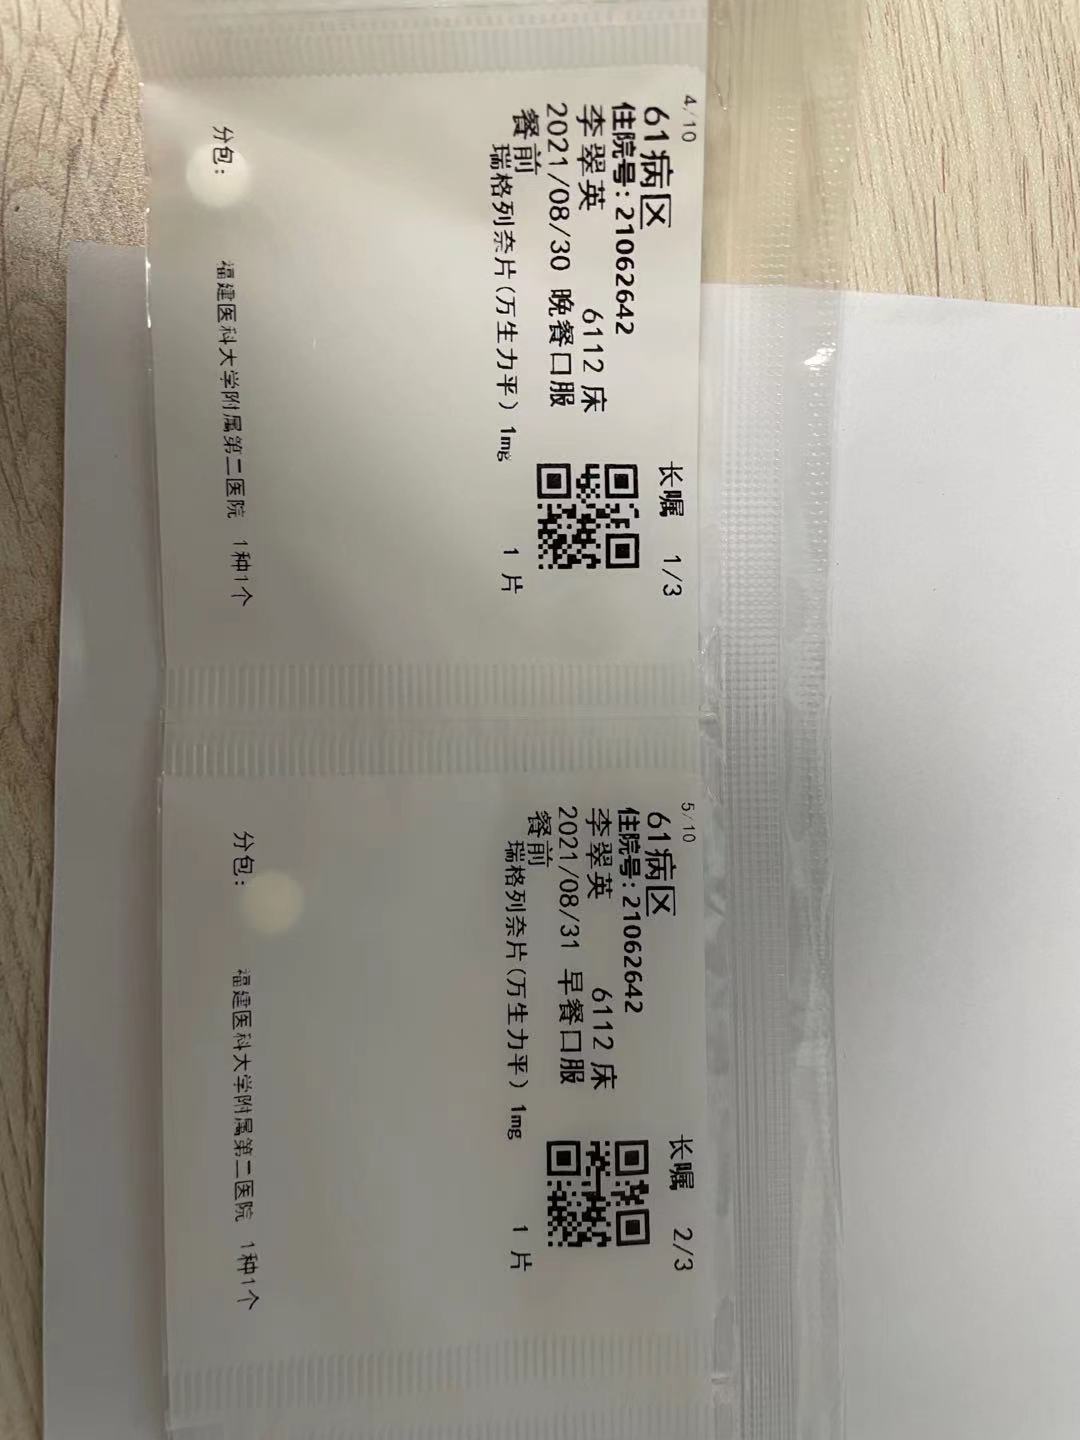 4/10
61病区 长嘱 1/3
住院号:21062642
李翠英 6112 床
2021/08/30 晚餐口服
餐前
瑞格列奈片(万生力平) 1mg 1 片
分包: 福建医科大学附属第二医院 1种1个
5/10
61病区 长嘱 2/3
住院号:21062642
李翠英 6112 床
2021/08/31 早餐口服
餐前
瑞格列奈片(万生力平) 1mg 1 片
分包: 福建医科大学附属第二医院 1种1个